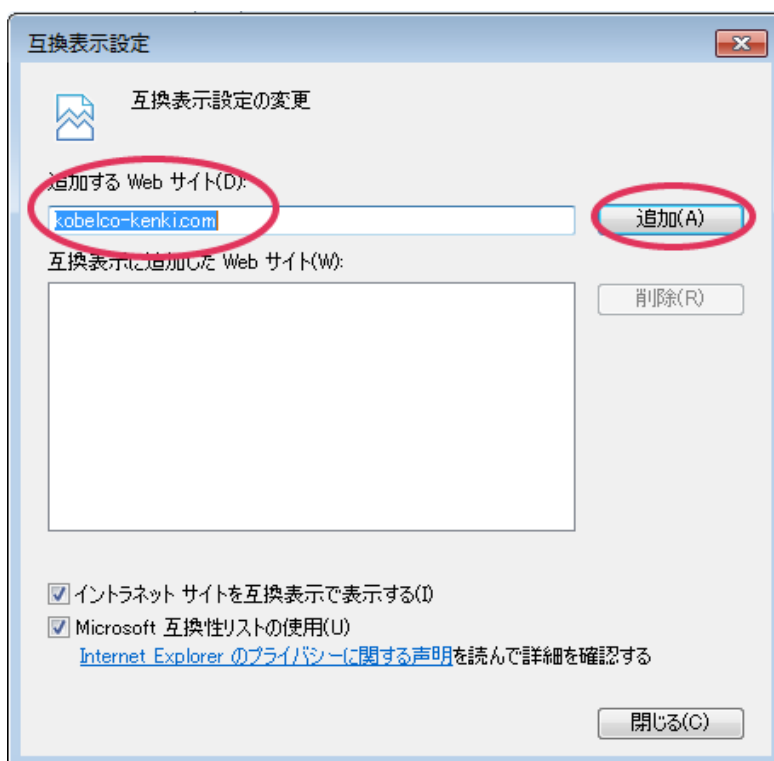 互換表示設定
互換表示設定の変更
追加する Web サイト(D):
kobelco-kenki.com
追加(A)
互換表示に追加した Web サイト(W):
削除(R)
イントラネット サイトを互換表示で表示する(I)
Microsoft 互換性リストの使用(U)
Internet Explorer のプライバシーに関する声明を読んで詳細を確認する
閉じる(C)